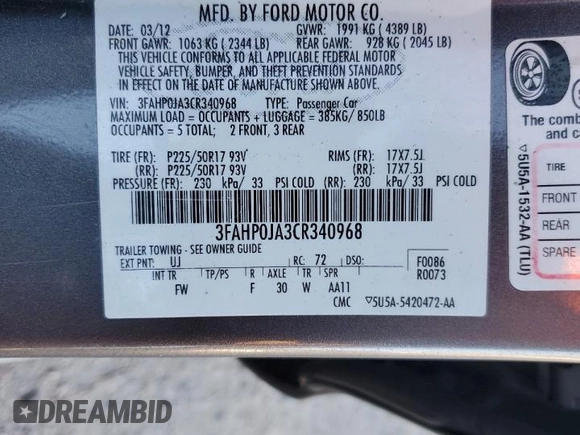 MFD. BY FORD MOTOR CO.
DATE: 03/12 GVWR: 1991 KG ( 4389 LB)
FRONT GAWR: 1063 KG ( 2344 LB) REAR GAWR: 928 KG ( 2045 LB)
THIS VEHICLE CONFORMS TO ALL APPLICABLE FEDERAL MOTOR
VEHICLE SAFETY, BUMPER, AND THEFT PREVENTION STANDARDS
IN EFFECT ON THE DATE OF MANUFACTURE SHOWN ABOVE.
VIN: 3FAHP0JA3CR340968 TYPE: Passenger Car
MAXIMUM LOAD = OCCUPANTS + LUGGAGE = 385KG/ 850LB
OCCUPANTS = 5 TOTAL; 2 FRONT, 3 REAR
TIRE (FR): P225/50R17 93V RIMS (FR): 17X7.5J
(RR): P225/50R17 93V (RR): 17X7.5J
PRESSURE (FR): 230 kPa/ 33 PSI COLD (RR): 230 kPa/ 33 PSI COLD
3FAHP0JA3CR340968
TRAILER TOWING - SEE OWNER GUIDE
EXT PNT: UJ RC: 72 DSO: F0086
R0073
INT TR TP/PS R AXLE TR SPR
FW F 30 W AA11
CMC ▽5U5A-5420472-AA
The comb
TIRE
FRONT
REAR
SPARE
▽5U5A-1532-AA (TLU)
DREAMBID